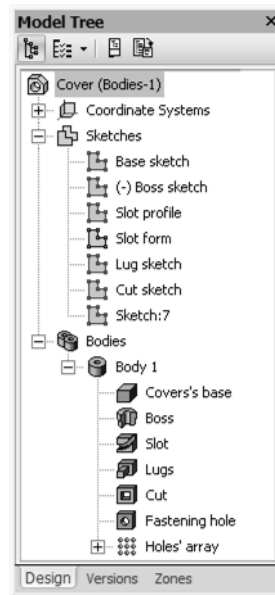 Model Tree
Cover (Bodies-1)
Coordinate Systems
Sketches
Base sketch
(-) Boss sketch
Slot profile
Slot form
Lug sketch
Cut sketch
Sketch:7
Bodies
Body 1
Covers's base
Boss
Slot
Lugs
Cut
Fastening hole
Holes' array
Design Versions Zones